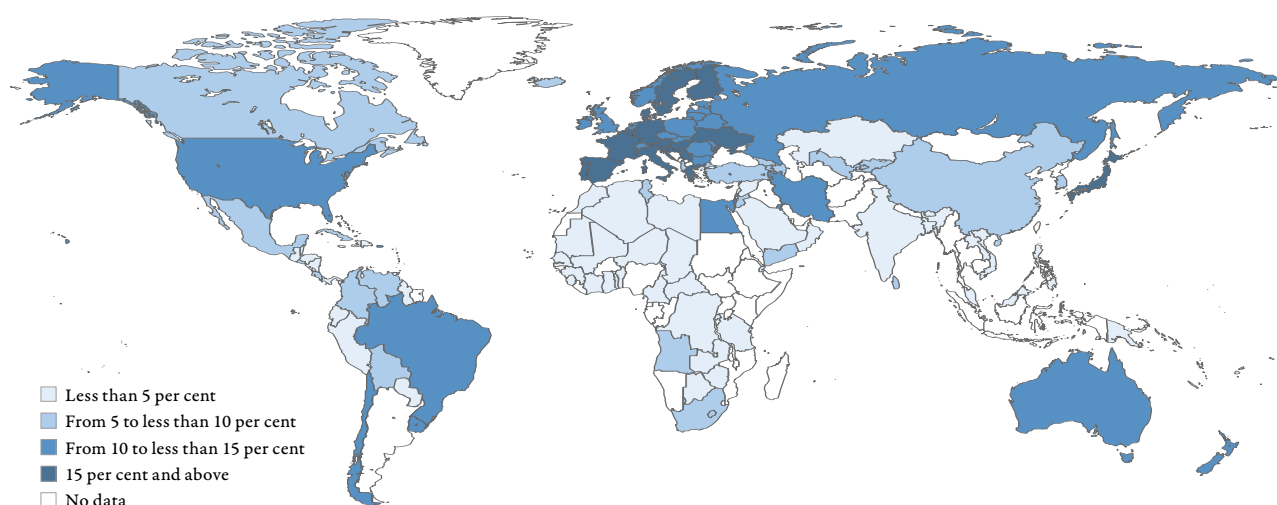 Less than 5 per cent
From 5 to less than 10 per cent
From 10 to less than 15 per cent
15 per cent and above
No data